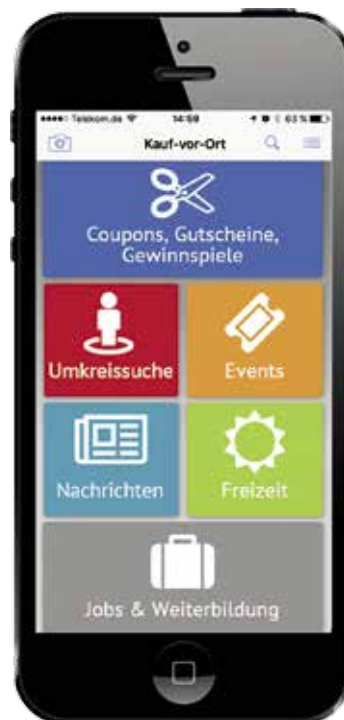 Telekom.de 14:59 63 %
Kauf-vor-Ort
Coupons, Gutscheine,
Gewinnspiele
Umkreissuche
Events
Nachrichten
Freizeit
Jobs & Weiterbildung